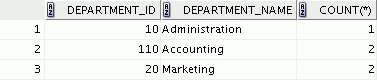 DEPARTMENT_ID DEPARTMENT_NAME COUNT(*)
1 10 Administration 1
2 110 Accounting 2
3 20 Marketing 2